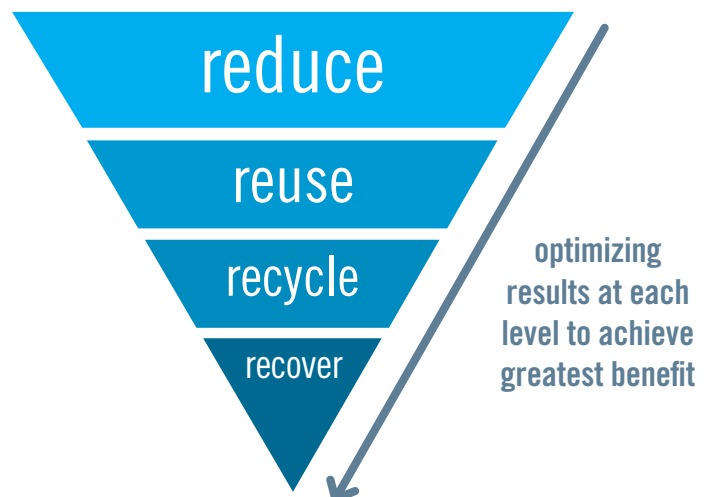 reduce
reuse
recycle
recover
optimizing
results at each
level to achieve
greatest benefit